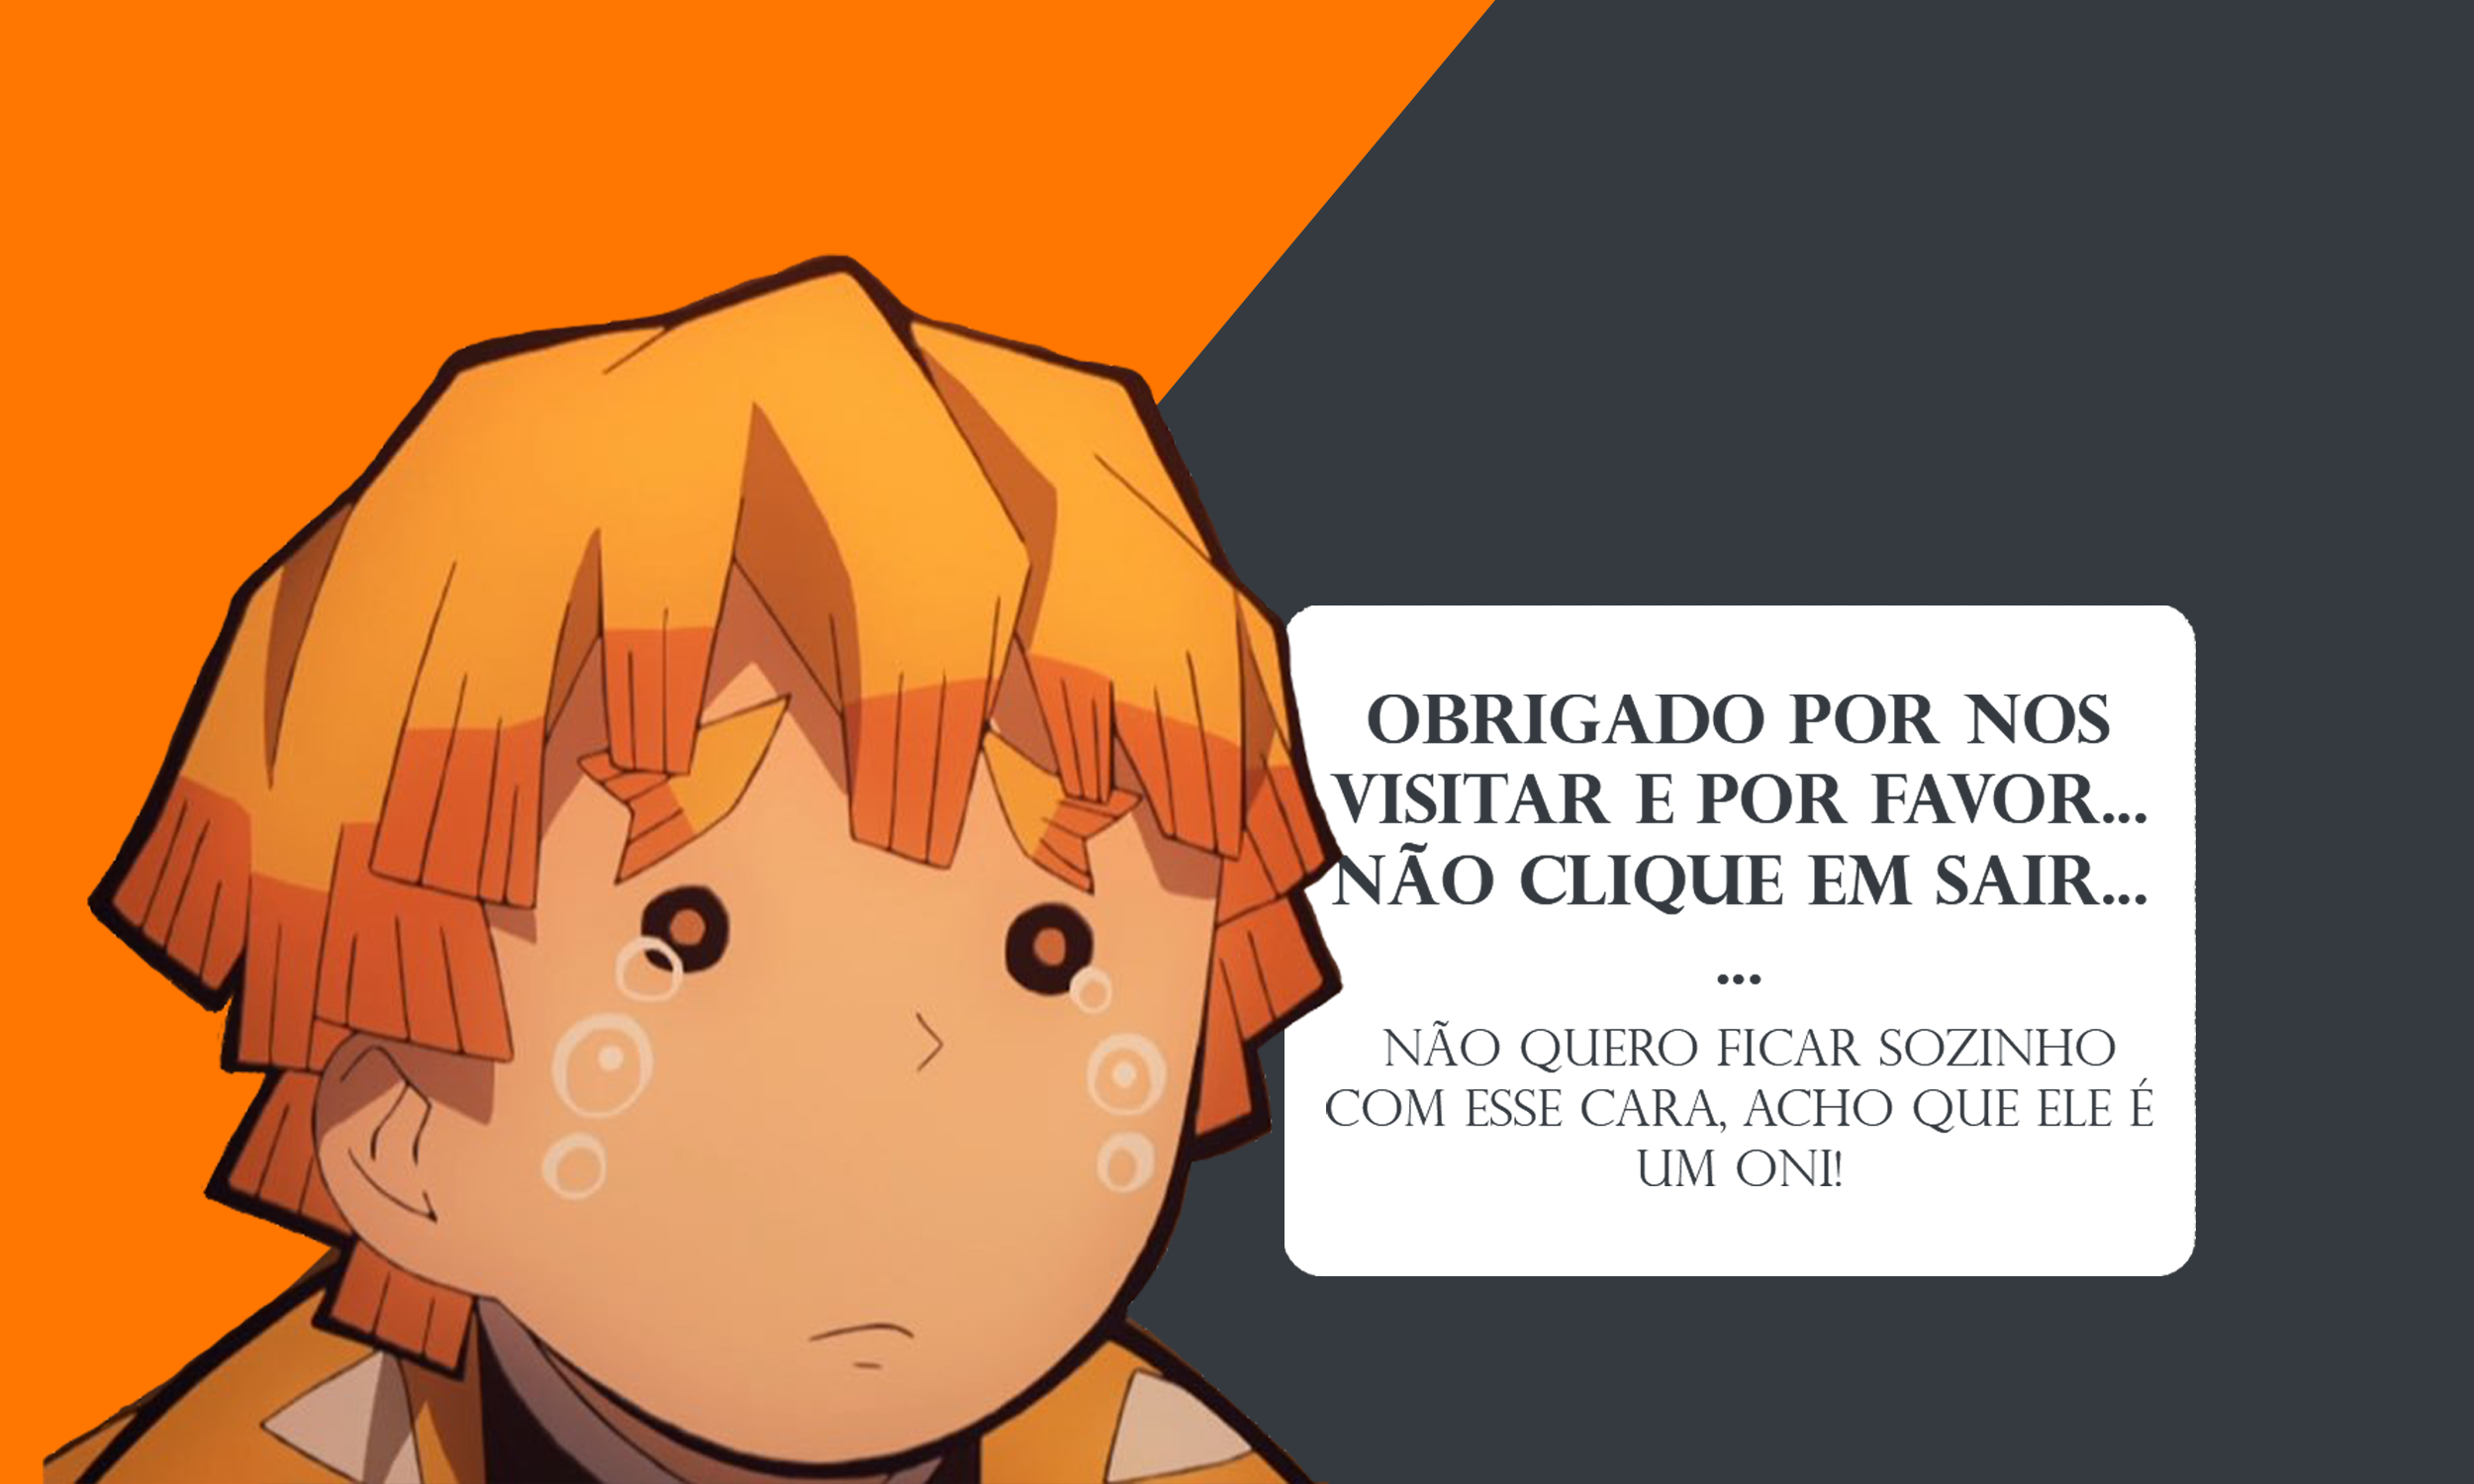 OBRIGADO POR NOS
VISITAR E POR FAVOR...
NÃO CLIQUE EM SAIR...
...
NÃO QUERO FICAR SOZINHO
COM ESSE CARA, ACHO QUE ELE É
UM ONI!